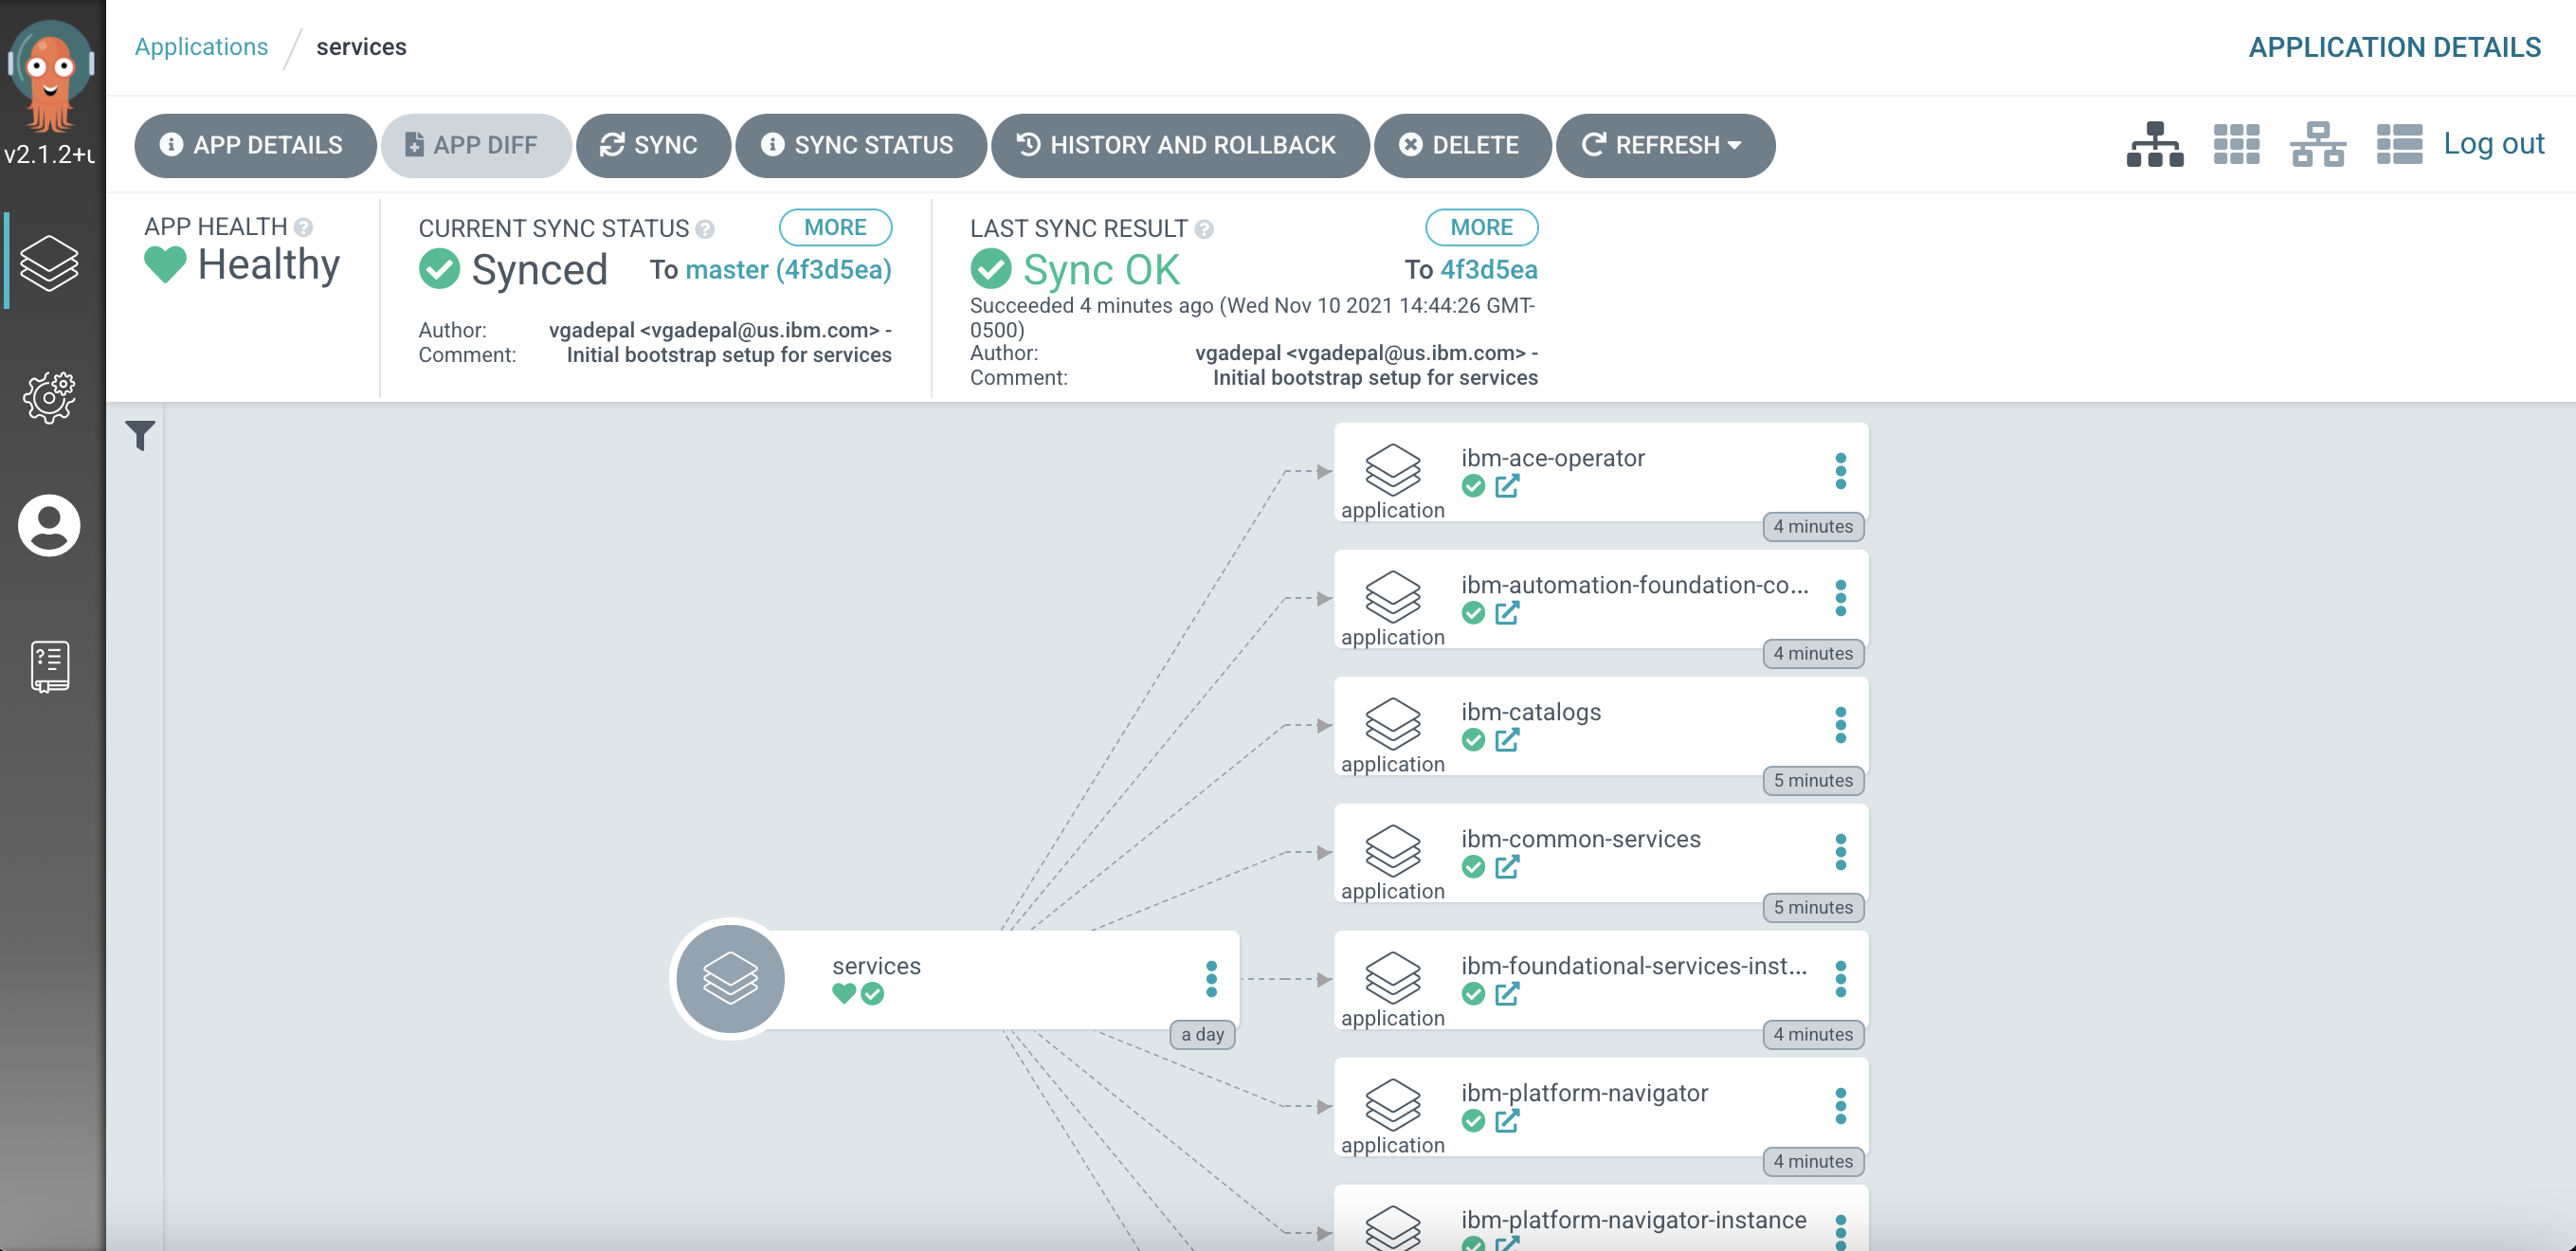 Applications / services
APPLICATION DETAILS
v2.1.2+u
APP DETAILS
APP DIFF
SYNC
SYNC STATUS
HISTORY AND ROLLBACK
DELETE
REFRESH
Log out
APP HEALTH
Healthy
CURRENT SYNC STATUS
MORE
Synced
To master (4f3d5ea)
Author: vgadepal <vgadepal@us.ibm.com> -
Comment: Initial bootstrap setup for services
LAST SYNC RESULT
MORE
Sync OK
To 4f3d5ea
Succeeded 4 minutes ago (Wed Nov 10 2021 14:44:26 GMT-
0500)
Author: vgadepal <vgadepal@us.ibm.com> -
Comment: Initial bootstrap setup for services
services
a day
ibm-ace-operator
application
4 minutes
ibm-automation-foundation-co...
application
4 minutes
ibm-catalogs
application
5 minutes
ibm-common-services
application
5 minutes
ibm-foundational-services-inst...
application
4 minutes
ibm-platform-navigator
application
4 minutes
ibm-platform-navigator-instance